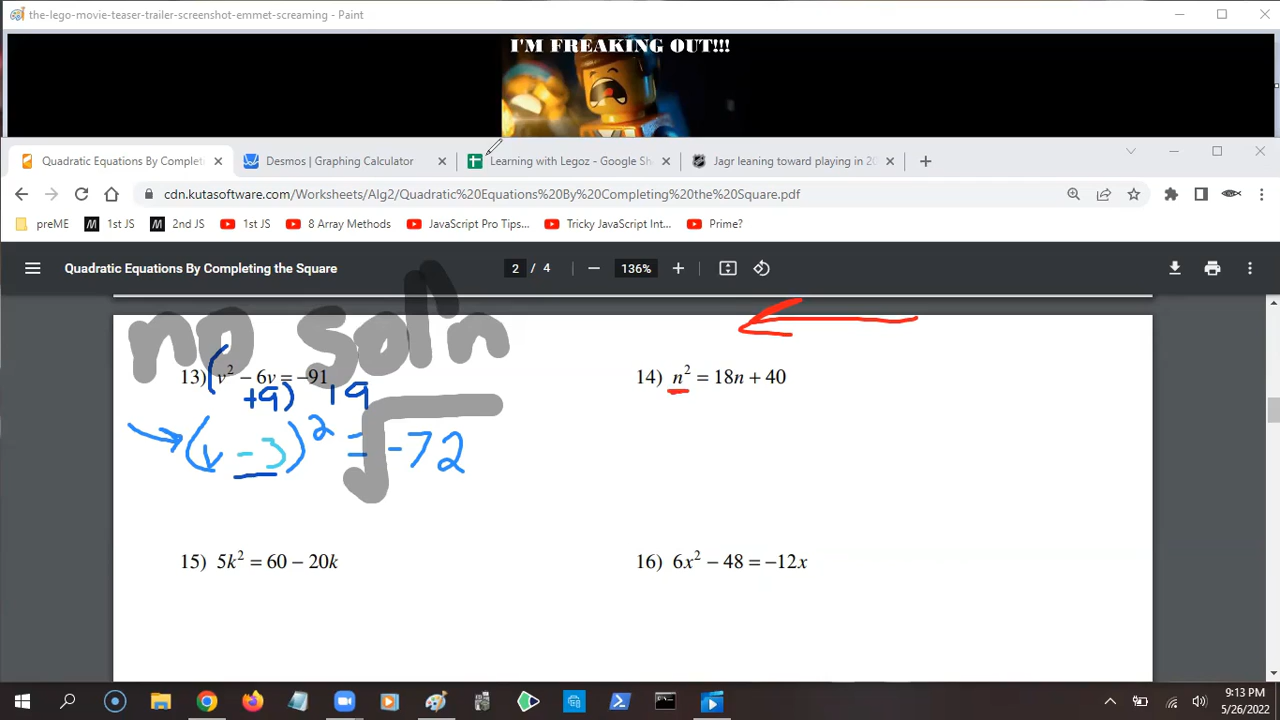 the-lego-movie-teaser-trailer-screenshot-emmet-screaming - Paint
I'M FREAKING OUT!!!
Quadratic Equations By Complet
Desmos | Graphing Calculator
Learning with Legoz - Google Sh
Jagr leaning toward playing in 20
cdn.kutasoftware.com/Worksheets/Alg2/Quadratic%20Equations%20By%20Completing%20the%20Square.pdf
preME
1st JS
2nd JS
1st JS
8 Array Methods
JavaScript Pro Tips...
Tricky JavaScript Int...
Prime?
Quadratic Equations By Completing the Square
2 / 4
136%
no sol^n
13) v² − 6v = −91
( +9) +9
(v -3)² = √-72
14) n² = 18n + 40
15) 5k² = 60 − 20k
16) 6x² − 48 = −12x
9:13 PM
5/26/2022